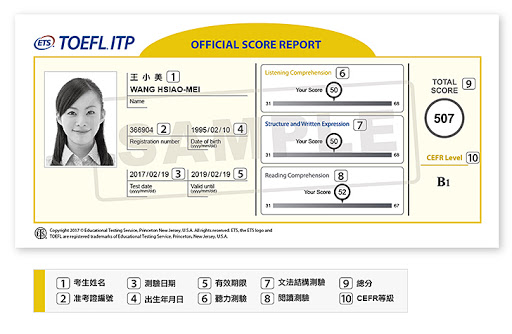 ETS TOEFL ITP
OFFICIAL SCORE REPORT
王 小 美 1
WANG HSIAO-MEI
Name
366904 2 1995/02/10 4
Registration number Date of birth
(yyyy/mm/dd)
2017/02/19 3 2019/02/19 5
Test date Valid until
(yyyy/mm/dd) (yyyy/mm/dd)
Listening Comprehension 6
Your Score 50
31 68
Structure and Written Expression 7
Your Score 50
31 68
Reading Comprehension 8
Your Score 52
31 67
TOTAL SCORE 9
507
CEFR Level 10
B1
SAMPLE
Copyright 2017 © Educational Testing Service, Princeton New Jersey, U.S.A. All rights reserved. ETS, the ETS logo and
TOEFL are registered trademarks of Educational Testing Service, Princeton, New Jersey, U.S.A.
1 考生姓名 3 測驗日期 5 有效期限 7 文法結構測驗 9 總分
2 准考證編號 4 出生年月日 6 聽力測驗 8 閱讀測驗 10 CEFR等級